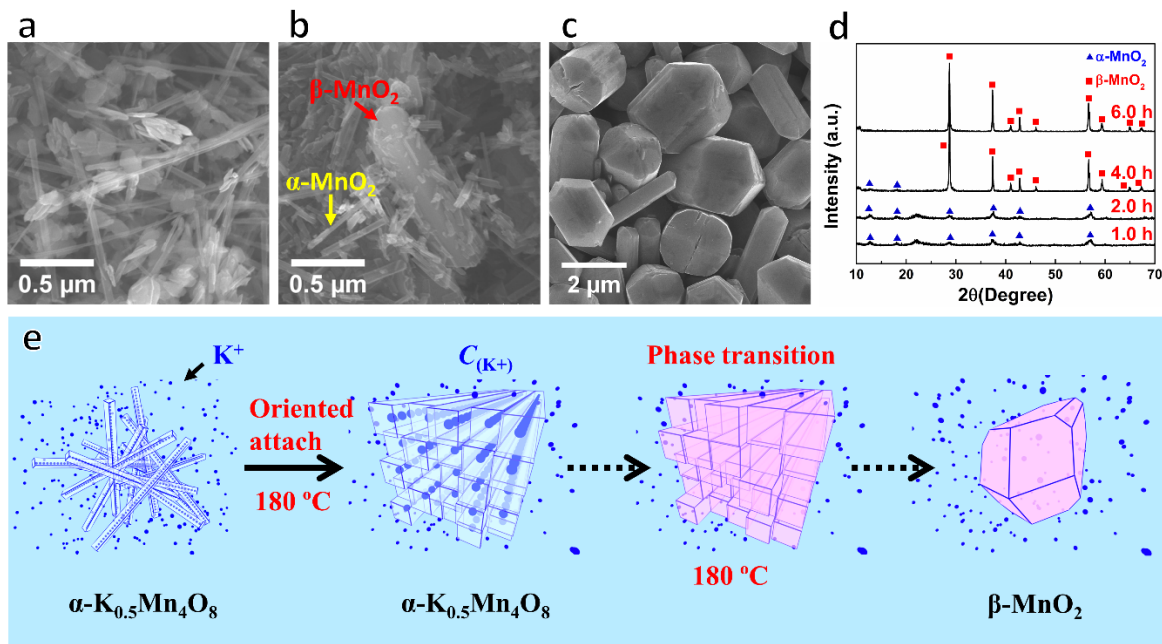 a
0.5 µm
b
β-MnO₂
α-MnO₂
0.5 µm
c
2 µm
d
Intensity (a.u.)
α-MnO₂
β-MnO₂
6.0 h
4.0 h
2.0 h
1.0 h
10 20 30 40 50 60 70
2θ(Degree)
e
K⁺
Oriented
attach
180 ºC
C(K+)
Phase transition
180 ºC
α-K₀.₅Mn₄O₈
α-K₀.₅Mn₄O₈
β-MnO₂